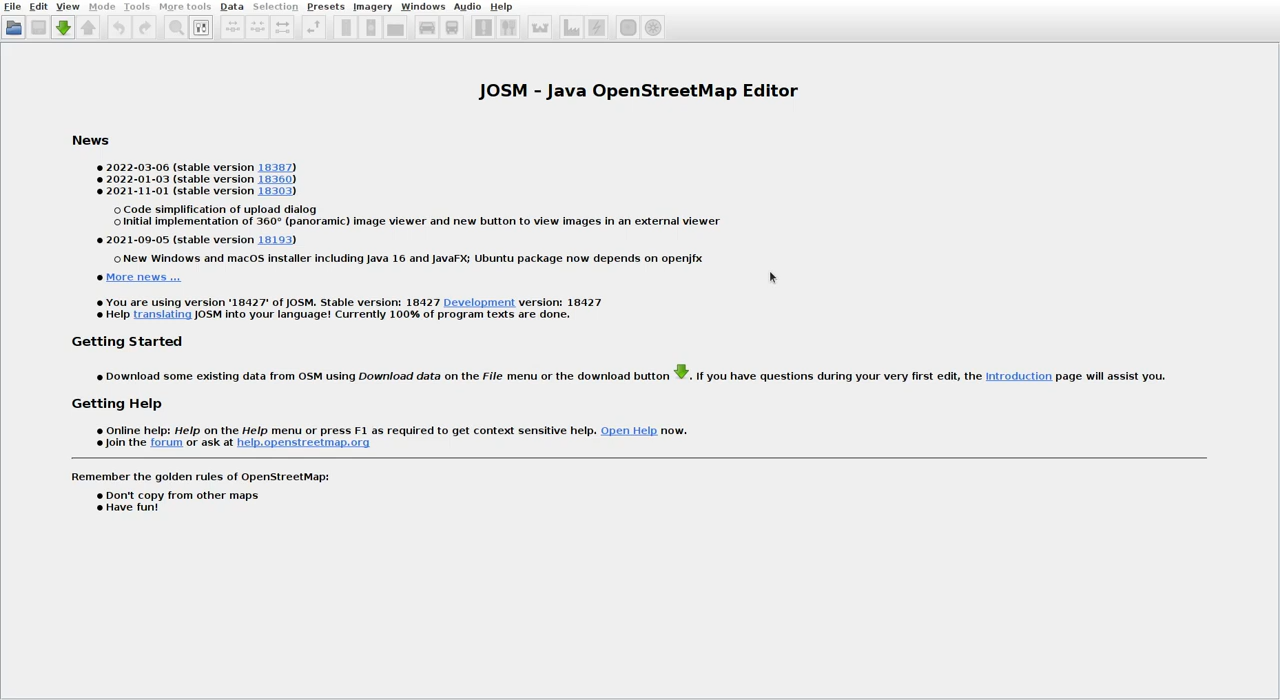 File Edit View Mode Tools More tools Data Selection Presets Imagery Windows Audio Help
JOSM – Java OpenStreetMap Editor
News
2022-03-06 (stable version 18387)
2022-01-03 (stable version 18360)
2021-11-01 (stable version 18303)
Code simplification of upload dialog
Initial implementation of 360° (panoramic) image viewer and new button to view images in an external viewer
2021-09-05 (stable version 18193)
New Windows and macOS installer including Java 16 and JavaFX; Ubuntu package now depends on openjfx
More news ...
You are using version '18427' of JOSM. Stable version: 18427 Development version: 18427
Help translating JOSM into your language! Currently 100% of program texts are done.
Getting Started
Download some existing data from OSM using Download data on the File menu or the download button . If you have questions during your very first edit, the Introduction page will assist you.
Getting Help
Online help: Help on the Help menu or press F1 as required to get context sensitive help. Open Help now.
Join the forum or ask at help.openstreetmap.org
Remember the golden rules of OpenStreetMap:
Don't copy from other maps
Have fun!